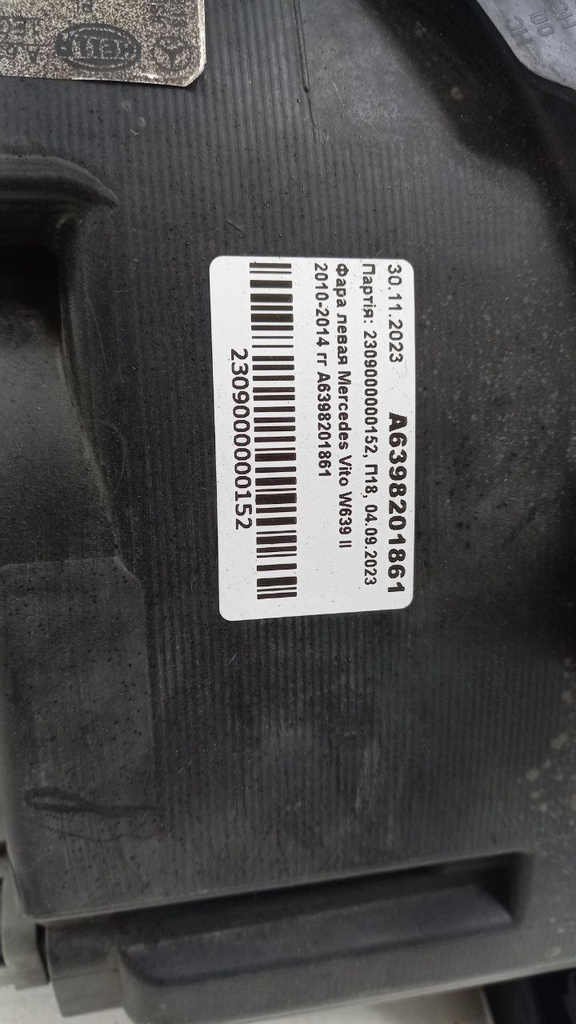 30.11.2023 A6398201861
Партія: 2309000000152, П18, 04.09.2023
Фара левая Mercedes Vito W639 II
2010-2014 гг A6398201861
2309000000152
HELLA